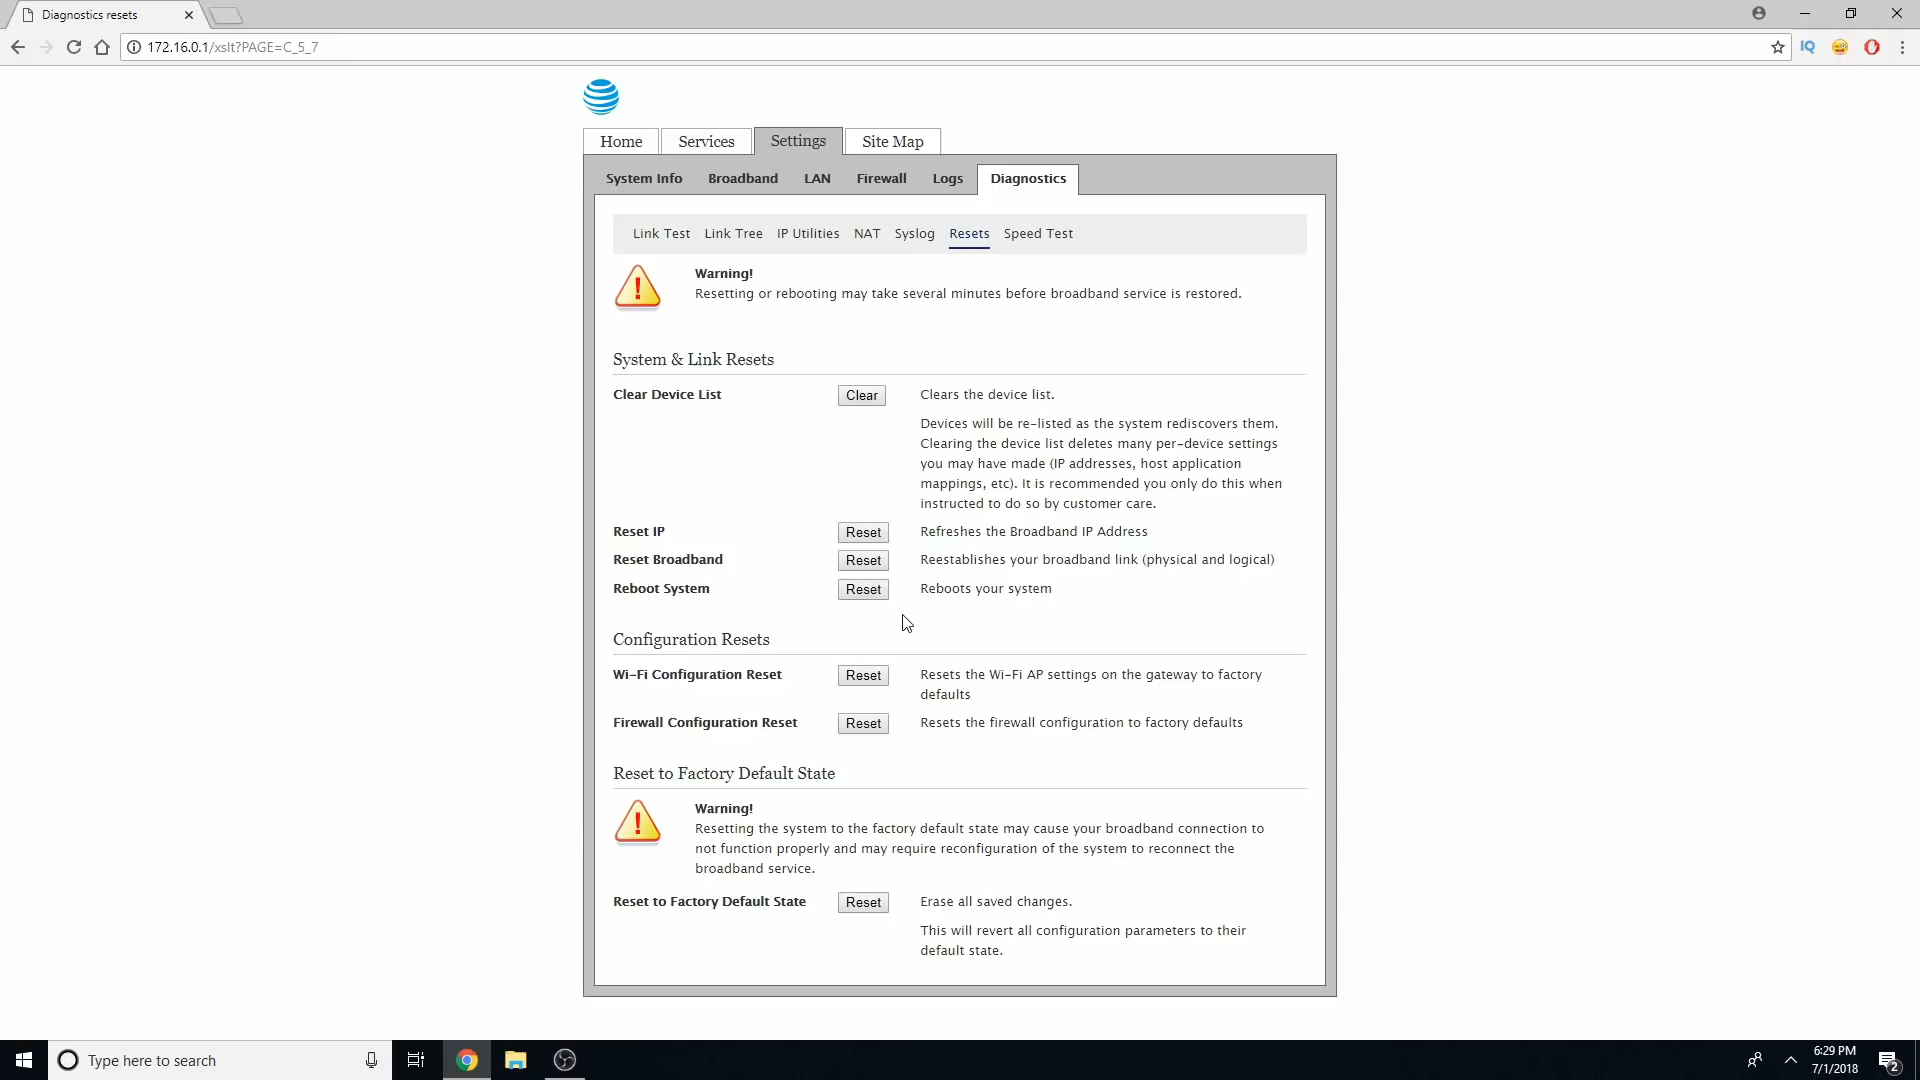 Diagnostics resets
172.16.0.1/xslt?PAGE=C_5_7
IQ
Home Services Settings Site Map
System Info Broadband LAN Firewall Logs Diagnostics
Link Test Link Tree IP Utilities NAT Syslog Resets Speed Test
Warning!
Resetting or rebooting may take several minutes before broadband service is restored.
System & Link Resets
Clear Device List Clear Clears the device list.
Devices will be re-listed as the system rediscovers them.
Clearing the device list deletes many per-device settings
you may have made (IP addresses, host application
mappings, etc). It is recommended you only do this when
instructed to do so by customer care.
Reset IP Reset Refreshes the Broadband IP Address
Reset Broadband Reset Reestablishes your broadband link (physical and logical)
Reboot System Reset Reboots your system
Configuration Resets
Wi-Fi Configuration Reset Reset Resets the Wi-Fi AP settings on the gateway to factory
defaults
Firewall Configuration Reset Reset Resets the firewall configuration to factory defaults
Reset to Factory Default State
Warning!
Resetting the system to the factory default state may cause your broadband connection to
not function properly and may require reconfiguration of the system to reconnect the
broadband service.
Reset to Factory Default State Reset Erase all saved changes.
This will revert all configuration parameters to their
default state.
Type here to search
6:29 PM
7/1/2018
2